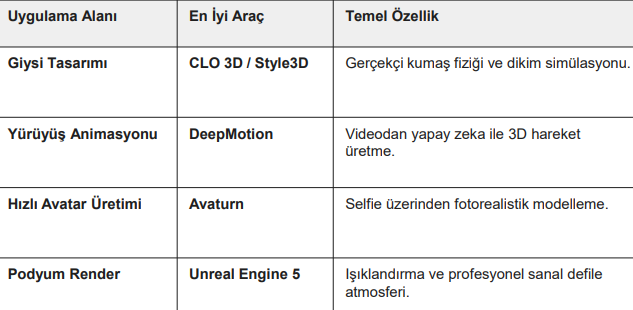 Uygulama Alanı En İyi Araç Temel Özellik
Giysi Tasarımı CLO 3D / Style3D Gerçekçi kumaş fiziği ve dikim simülasyonu.
Yürüyüş Animasyonu DeepMotion Videodan yapay zeka ile 3D hareket
üretme.
Hızlı Avatar Üretimi Avaturn Selfie üzerinden fotorealistik modelleme.
Podyum Render Unreal Engine 5 Işıklandırma ve profesyonel sanal defile
atmosferi.